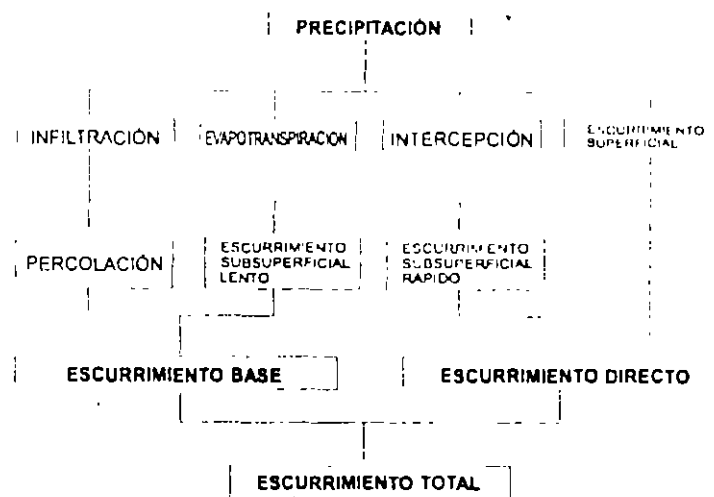 PRECIPITACIÓN
INFILTRACIÓN
EVAPOTRANSPIRACION
INTERCEPCIÓN
ESCURRIMIENTO
SUPERFICIAL
PERCOLACIÓN
ESCURRIMIENTO
SUBSUPERFICIAL
LENTO
ESCURRIMIENTO
SUBSUPERFICIAL
RAPIDO
ESCURRIMIENTO BASE
ESCURRIMIENTO DIRECTO
ESCURRIMIENTO TOTAL